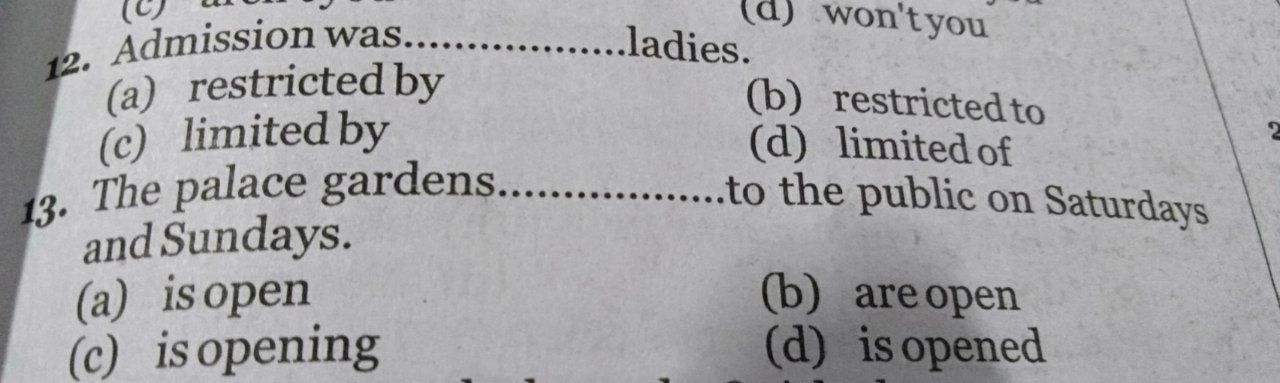 (c)
(d) won't you
12. Admission was..................ladies.
(a) restricted by (b) restricted to
(c) limited by (d) limited of
13. The palace gardens..................to the public on Saturdays
and Sundays.
(a) is open (b) are open
(c) is opening (d) is opened